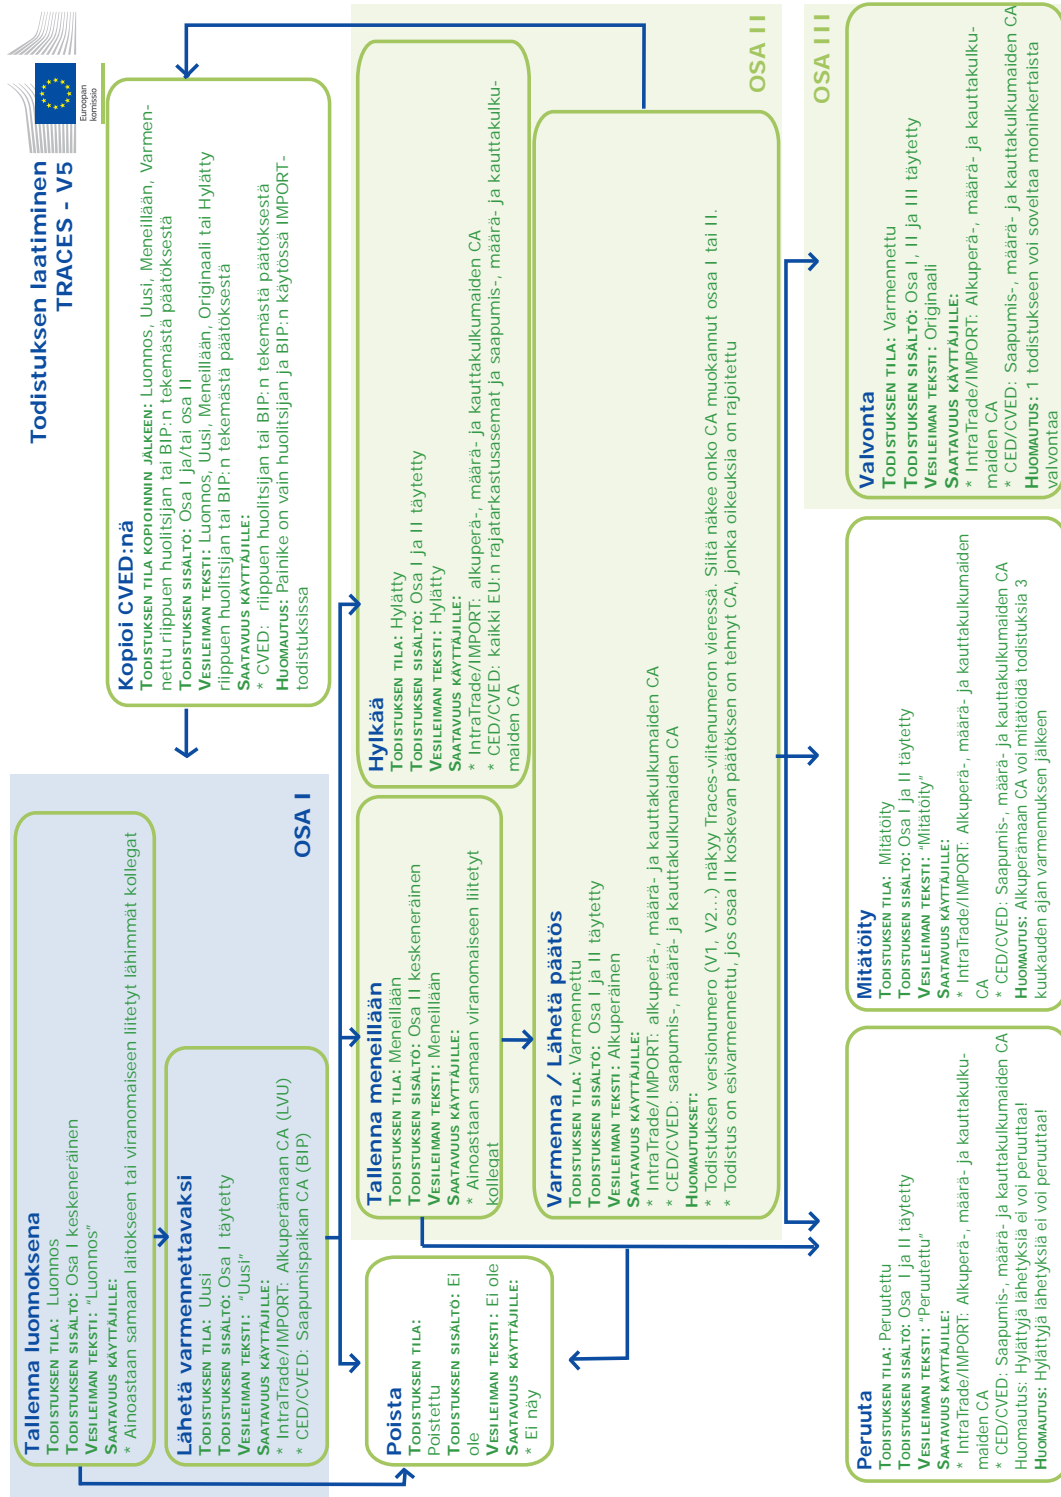 Todistuksen laatiminen
TRACES - V5
Euroopan
komissio
OSA I
Tallenna luonnoksena
TODISTUKSEN TILA: Luonnos
TODISTUKSEN SISÄLTÖ: Osa I keskeneräinen
VESILEIMAN TEKSTI: "Luonnos"
SAATAVUUS KÄYTTÄJILLE:
* Ainoastaan samaan laitokseen tai viranomaiseen liitetyt lähimmät kollegat
Lähetä varmennettavaksi
TODISTUKSEN TILA: Uusi
TODISTUKSEN SISÄLTÖ: Osa I täytetty
VESILEIMAN TEKSTI: "Uusi"
SAATAVUUS KÄYTTÄJILLE:
* IntraTrade/IMPORT: Alkuperämaan CA (LVU)
* CED/CVED: Saapumispaikan CA (BIP)
Kopioi CVED:nä
TODISTUKSEN TILA KOPIOINNIN JÄLKEEN: Luonnos, Uusi, Meneillään, Varmen-
nettu riippuen huolitsijan tai BIP:n tekemästä päätöksestä
TODISTUKSEN SISÄLTÖ: Osa I ja/tai osa II
VESILEIMAN TEKSTI: Luonnos, Uusi, Meneillään, Originaali tai Hylätty
riippuen huolitsijan tai BIP:n tekemästä päätöksestä
SAATAVUUS KÄYTTÄJILLE:
* CVED: riippuen huolitsijan tai BIP:n tekemästä päätöksestä
HUOMAUTUS: Painike on vain huolitsijan ja BIP:n käytössä IMPORT-
todistuksissa
Poista
TODISTUKSEN TILA:
Poistettu
TODISTUKSEN SISÄLTÖ: Ei
ole
VESILEIMAN TEKSTI: Ei ole
SAATAVUUS KÄYTTÄJILLE:
* Ei näy
OSA II
Tallenna meneillään
TODISTUKSEN TILA: Meneillään
TODISTUKSEN SISÄLTÖ: Osa II keskeneräinen
VESILEIMAN TEKSTI: Meneillään
SAATAVUUS KÄYTTÄJILLE:
* Ainoastaan samaan viranomaiseen liitetyt
kollegat
Hylkää
TODISTUKSEN TILA: Hylätty
TODISTUKSEN SISÄLTÖ: Osa I ja II täytetty
VESILEIMAN TEKSTI: Hylätty
SAATAVUUS KÄYTTÄJILLE:
* IntraTrade/IMPORT: alkuperä-, määrä- ja kauttakulkumaiden CA
* CED/CVED: kaikki EU:n rajatarkastusasemat ja saapumis-, määrä- ja kauttakulku-
maiden CA
Varmenna / Lähetä päätös
TODISTUKSEN TILA: Varmennettu
TODISTUKSEN SISÄLTÖ: Osa I ja II täytetty
VESILEIMAN TEKSTI: Alkuperäinen
SAATAVUUS KÄYTTÄJILLE:
* IntraTrade/IMPORT: alkuperä-, määrä- ja kauttakulkumaiden CA
* CED/CVED: saapumis-, määrä- ja kauttakulkumaiden CA
HUOMAUTUKSET:
* Todistuksen versionumero (V1, V2...) näkyy Traces-viitenumeron vieressä. Siitä näkee onko CA muokannut osaa I tai II.
* Todistus on esivarmennettu, jos osaa II koskevan päätöksen on tehnyt CA, jonka oikeuksia on rajoitettu
Peruuta
TODISTUKSEN TILA: Peruutettu
TODISTUKSEN SISÄLTÖ: Osa I ja II täytetty
VESILEIMAN TEKSTI: "Peruutettu"
SAATAVUUS KÄYTTÄJILLE:
* IntraTrade/IMPORT: Alkuperä-, määrä- ja kauttakulku-
maiden CA
* CED/CVED: Saapumis-, määrä- ja kauttakulkumaiden CA
Huomautus: Hylättyjä lähetyksiä ei voi peruuttaa!
HUOMAUTUS: Hylättyjä lähetyksiä ei voi peruuttaa!
Mitätöity
TODISTUKSEN TILA: Mitätöity
TODISTUKSEN SISÄLTÖ: Osa I ja II täytetty
VESILEIMAN TEKSTI: "Mitätöity"
SAATAVUUS KÄYTTÄJILLE:
* IntraTrade/IMPORT: Alkuperä-, määrä- ja kauttakulkumaiden
CA
* CED/CVED: Saapumis-, määrä- ja kauttakulkumaiden CA
HUOMAUTUS: Alkuperämaan CA voi mitätöidä todistuksia 3
kuukauden ajan varmennuksen jälkeen
OSA III
Valvonta
TODISTUKSEN TILA: Varmennettu
TODISTUKSEN SISÄLTÖ: Osa I, II ja III täytetty
VESILEIMAN TEKSTI: Originaali
SAATAVUUS KÄYTTÄJILLE:
* IntraTrade/IMPORT: Alkuperä-, määrä- ja kauttakulku-
maiden CA
* CED/CVED: Saapumis-, määrä- ja kauttakulkumaiden CA
HUOMAUTUS: 1 todistukseen voi soveltaa moninkertaista
valvontaa